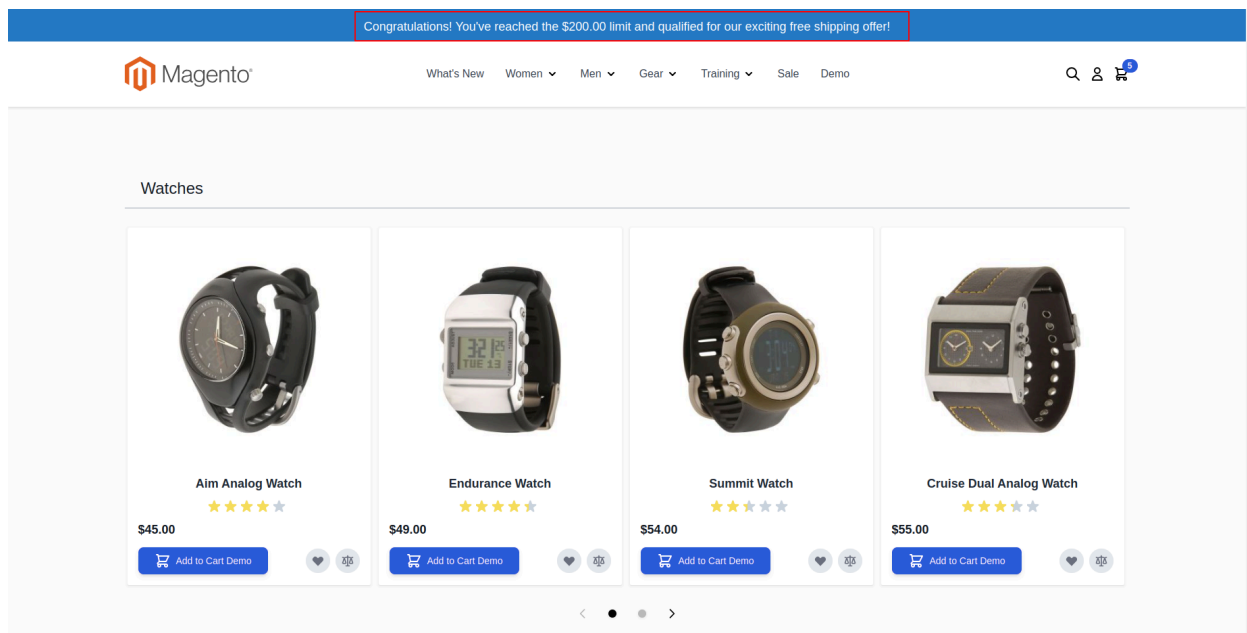 Congratulations! You've reached the $200.00 limit and qualified for our exciting free shipping offer!
Magento
What's New Women Men Gear Training Sale Demo
5
Watches
Aim Analog Watch
$45.00
Add to Cart Demo
Endurance Watch
$49.00
Add to Cart Demo
Summit Watch
$54.00
Add to Cart Demo
Cruise Dual Analog Watch
$55.00
Add to Cart Demo